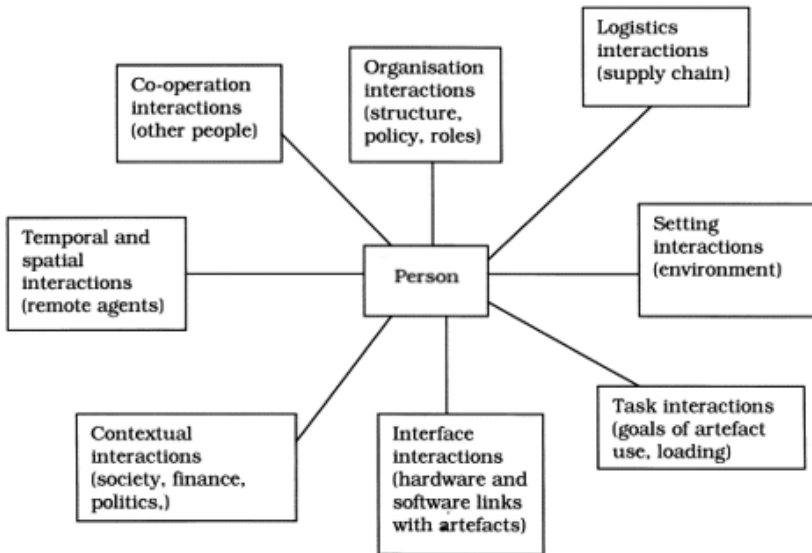 Logistics
interactions
(supply chain)
Organisation
interactions
(structure,
policy, roles)
Co-operation
interactions
(other people)
Setting
interactions
(environment)
Temporal and
spatial
interactions
(remote agents)
Person
Task interactions
(goals of artefact
use, loading)
Contextual
interactions
(society, finance,
politics,)
Interface
interactions
(hardware and
software links
with artefacts)